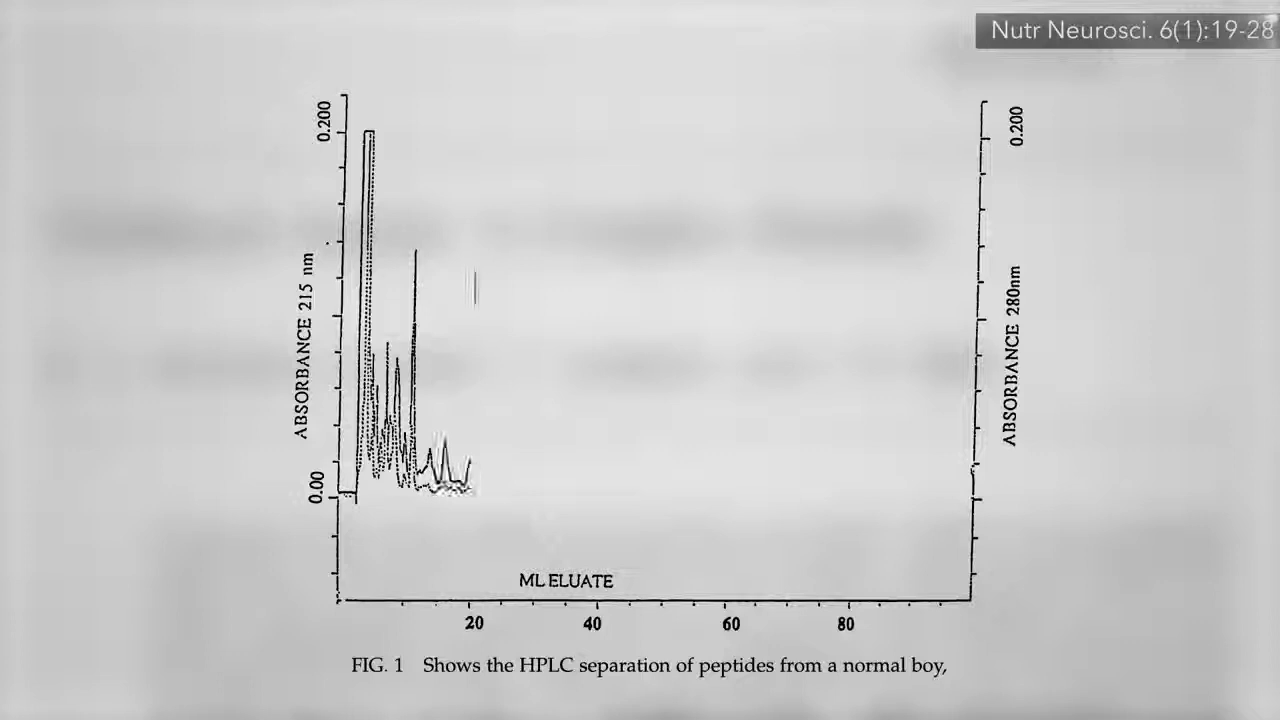 Nutr Neurosci. 6(1):19-28
0.200
ABSORBANCE 215 nm
0.00
0.200
ABSORBANCE 280nm
ML ELUATE
20 40 60 80
FIG. 1 Shows the HPLC separation of peptides from a normal boy,